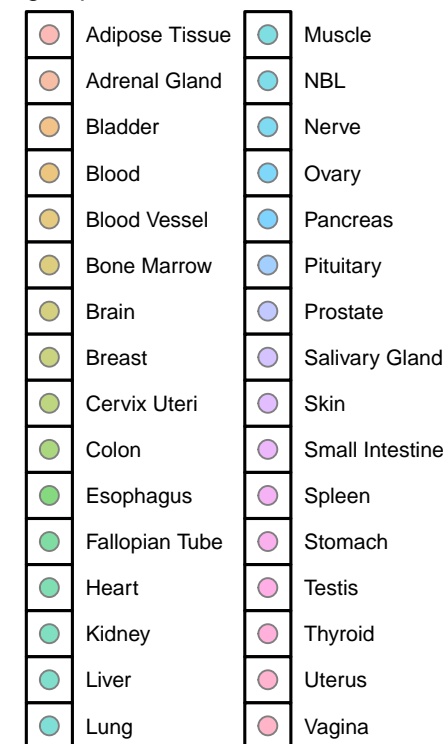 Adipose Tissue
Adrenal Gland
Bladder
Blood
Blood Vessel
Bone Marrow
Brain
Breast
Cervix Uteri
Colon
Esophagus
Fallopian Tube
Heart
Kidney
Liver
Lung
Muscle
NBL
Nerve
Ovary
Pancreas
Pituitary
Prostate
Salivary Gland
Skin
Small Intestine
Spleen
Stomach
Testis
Thyroid
Uterus
Vagina